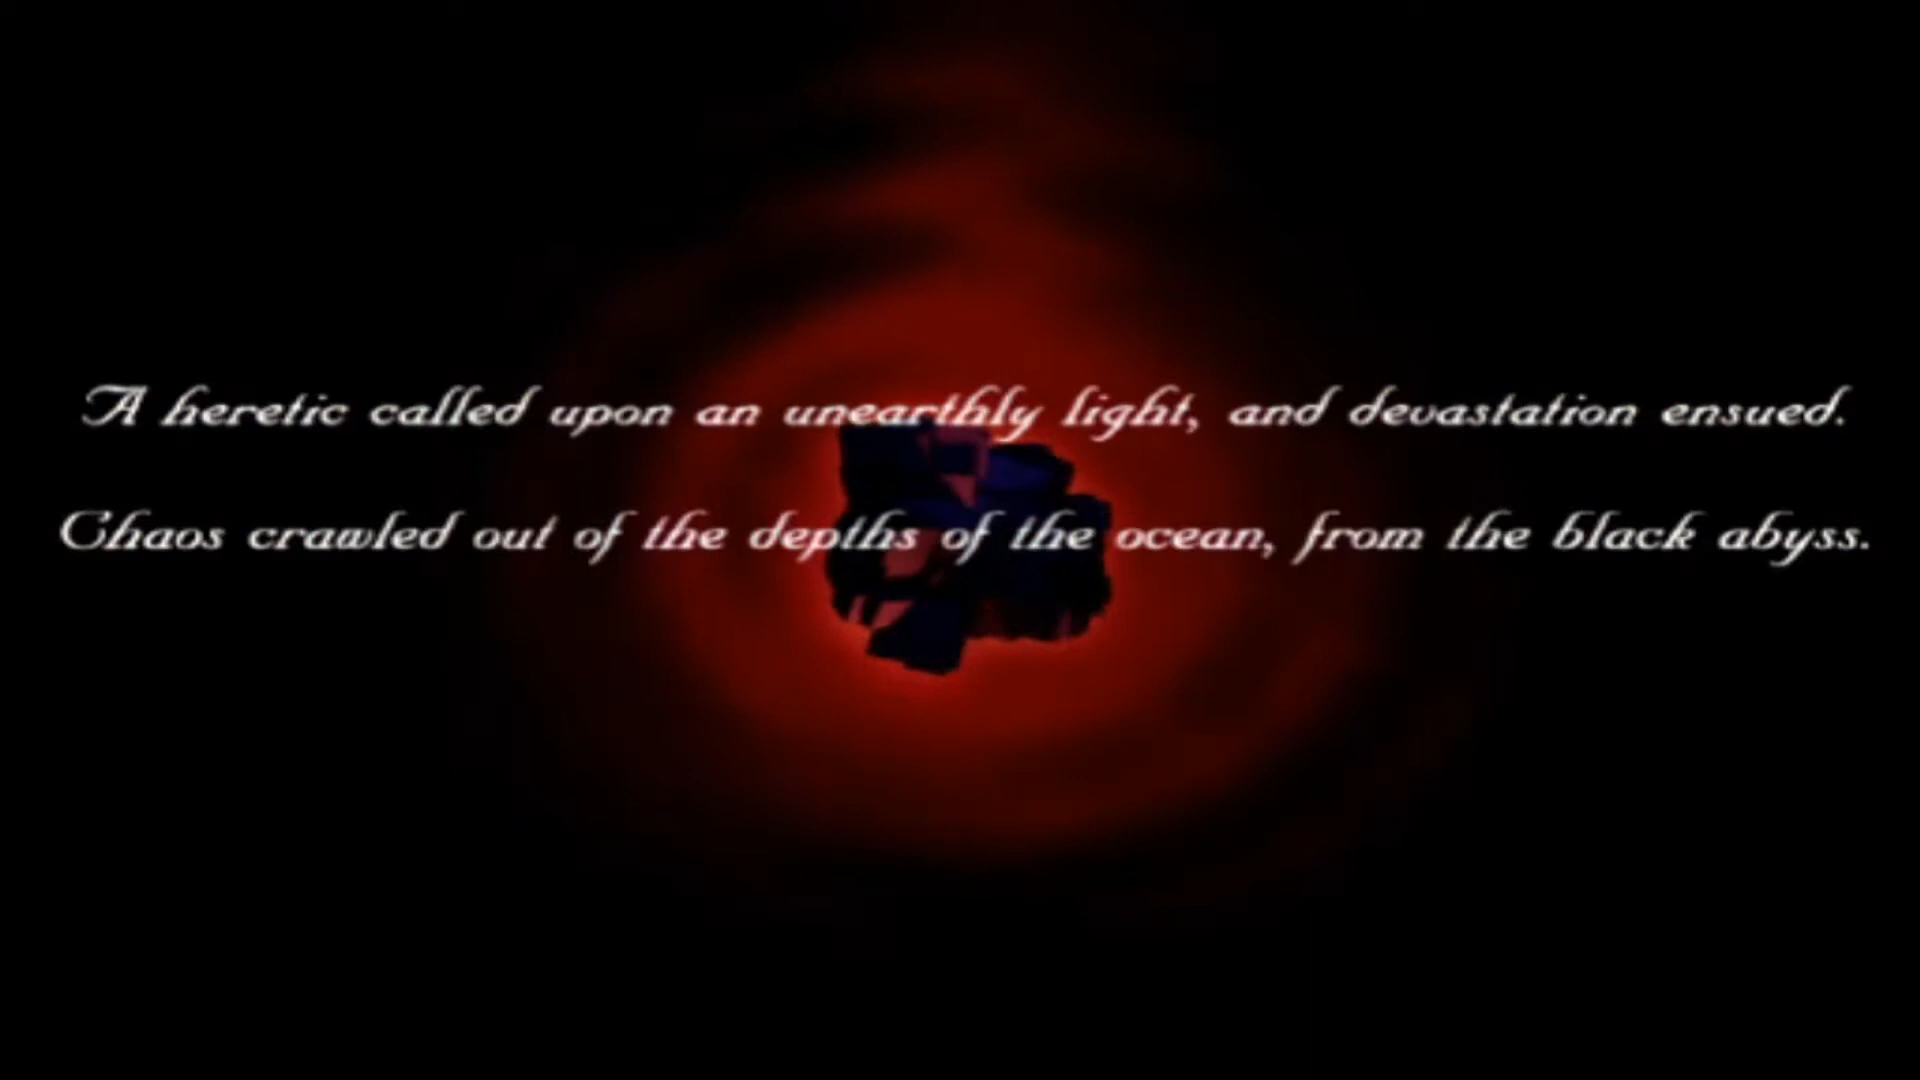 A heretic called upon an unearthly light, and devastation ensued.
Chaos crawled out of the depths of the ocean, from the black abyss.